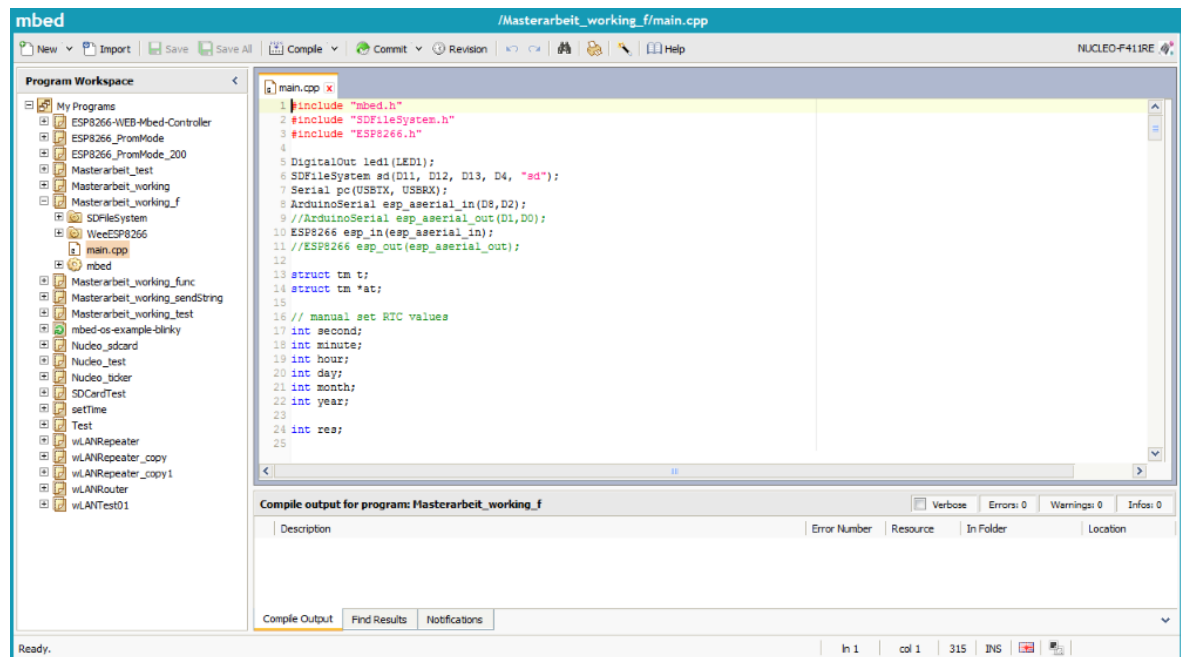 mbed /Masterarbeit_working_f/main.cpp
New Import Save Save All Compile Commit Revision Help NUCLEO-F411RE
Program Workspace
My Programs
ESP8266-WEB-Mbed-Controller
ESP8266_PromMode
ESP8266_PromMode_200
Masterarbeit_test
Masterarbeit_working
Masterarbeit_working_f
SDFileSystem
WeeESP8266
main.cpp
mbed
Masterarbeit_working_func
Masterarbeit_working_sendString
Masterarbeit_working_test
mbed-os-example-blinky
Nucleo_sdcard
Nucleo_test
Nucleo_ticker
SDCardTest
setTime
Test
wLANRepeater
wLANRepeater_copy
wLANRepeater_copy1
wLANRouter
wLANTest01
main.cpp x
1 #include "mbed.h"
2 #include "SDFileSystem.h"
3 #include "ESP8266.h"
4
5 DigitalOut led1(LED1);
6 SDFileSystem sd(D11, D12, D13, D4, "sd");
7 Serial pc(USBTX, USBRX);
8 ArduinoSerial esp_aserial_in(D8,D2);
9 //ArduinoSerial esp_aserial_out(D1,D0);
10 ESP8266 esp_in(esp_aserial_in);
11 //ESP8266 esp_out(esp_aserial_out);
12
13 struct tm t;
14 struct tm *at;
15
16 // manual set RTC values
17 int second;
18 int minute;
19 int hour;
20 int day;
21 int month;
22 int year;
23
24 int res;
25
Compile output for program: Masterarbeit_working_f Verbose Errors: 0 Warnings: 0 Infos: 0
Description Error Number Resource In Folder Location
Compile Output Find Results Notifications
Ready. ln 1 col 1 315 INS